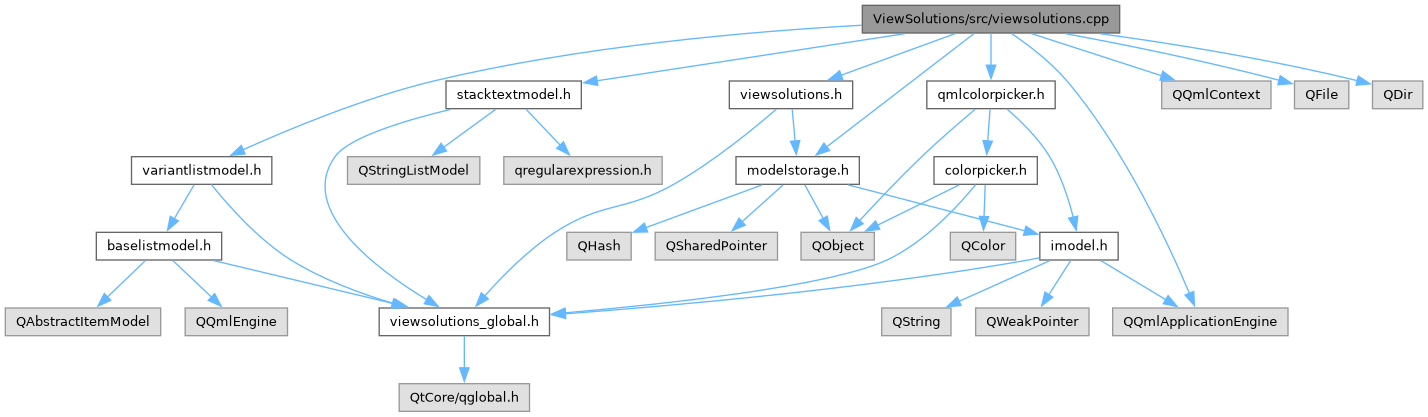 ViewSolutions/src/viewsolutions.cpp
stacktextmodel.h
viewsolutions.h
qmlcolorpicker.h
QQmlContext
QFile
QDir
variantlistmodel.h
QStringListModel
qregularexpression.h
modelstorage.h
colorpicker.h
baselistmodel.h
QHash
QSharedPointer
QObject
QColor
imodel.h
QAbstractItemModel
QQmlEngine
viewsolutions_global.h
QString
QWeakPointer
QQmlApplicationEngine
QtCore/qglobal.h